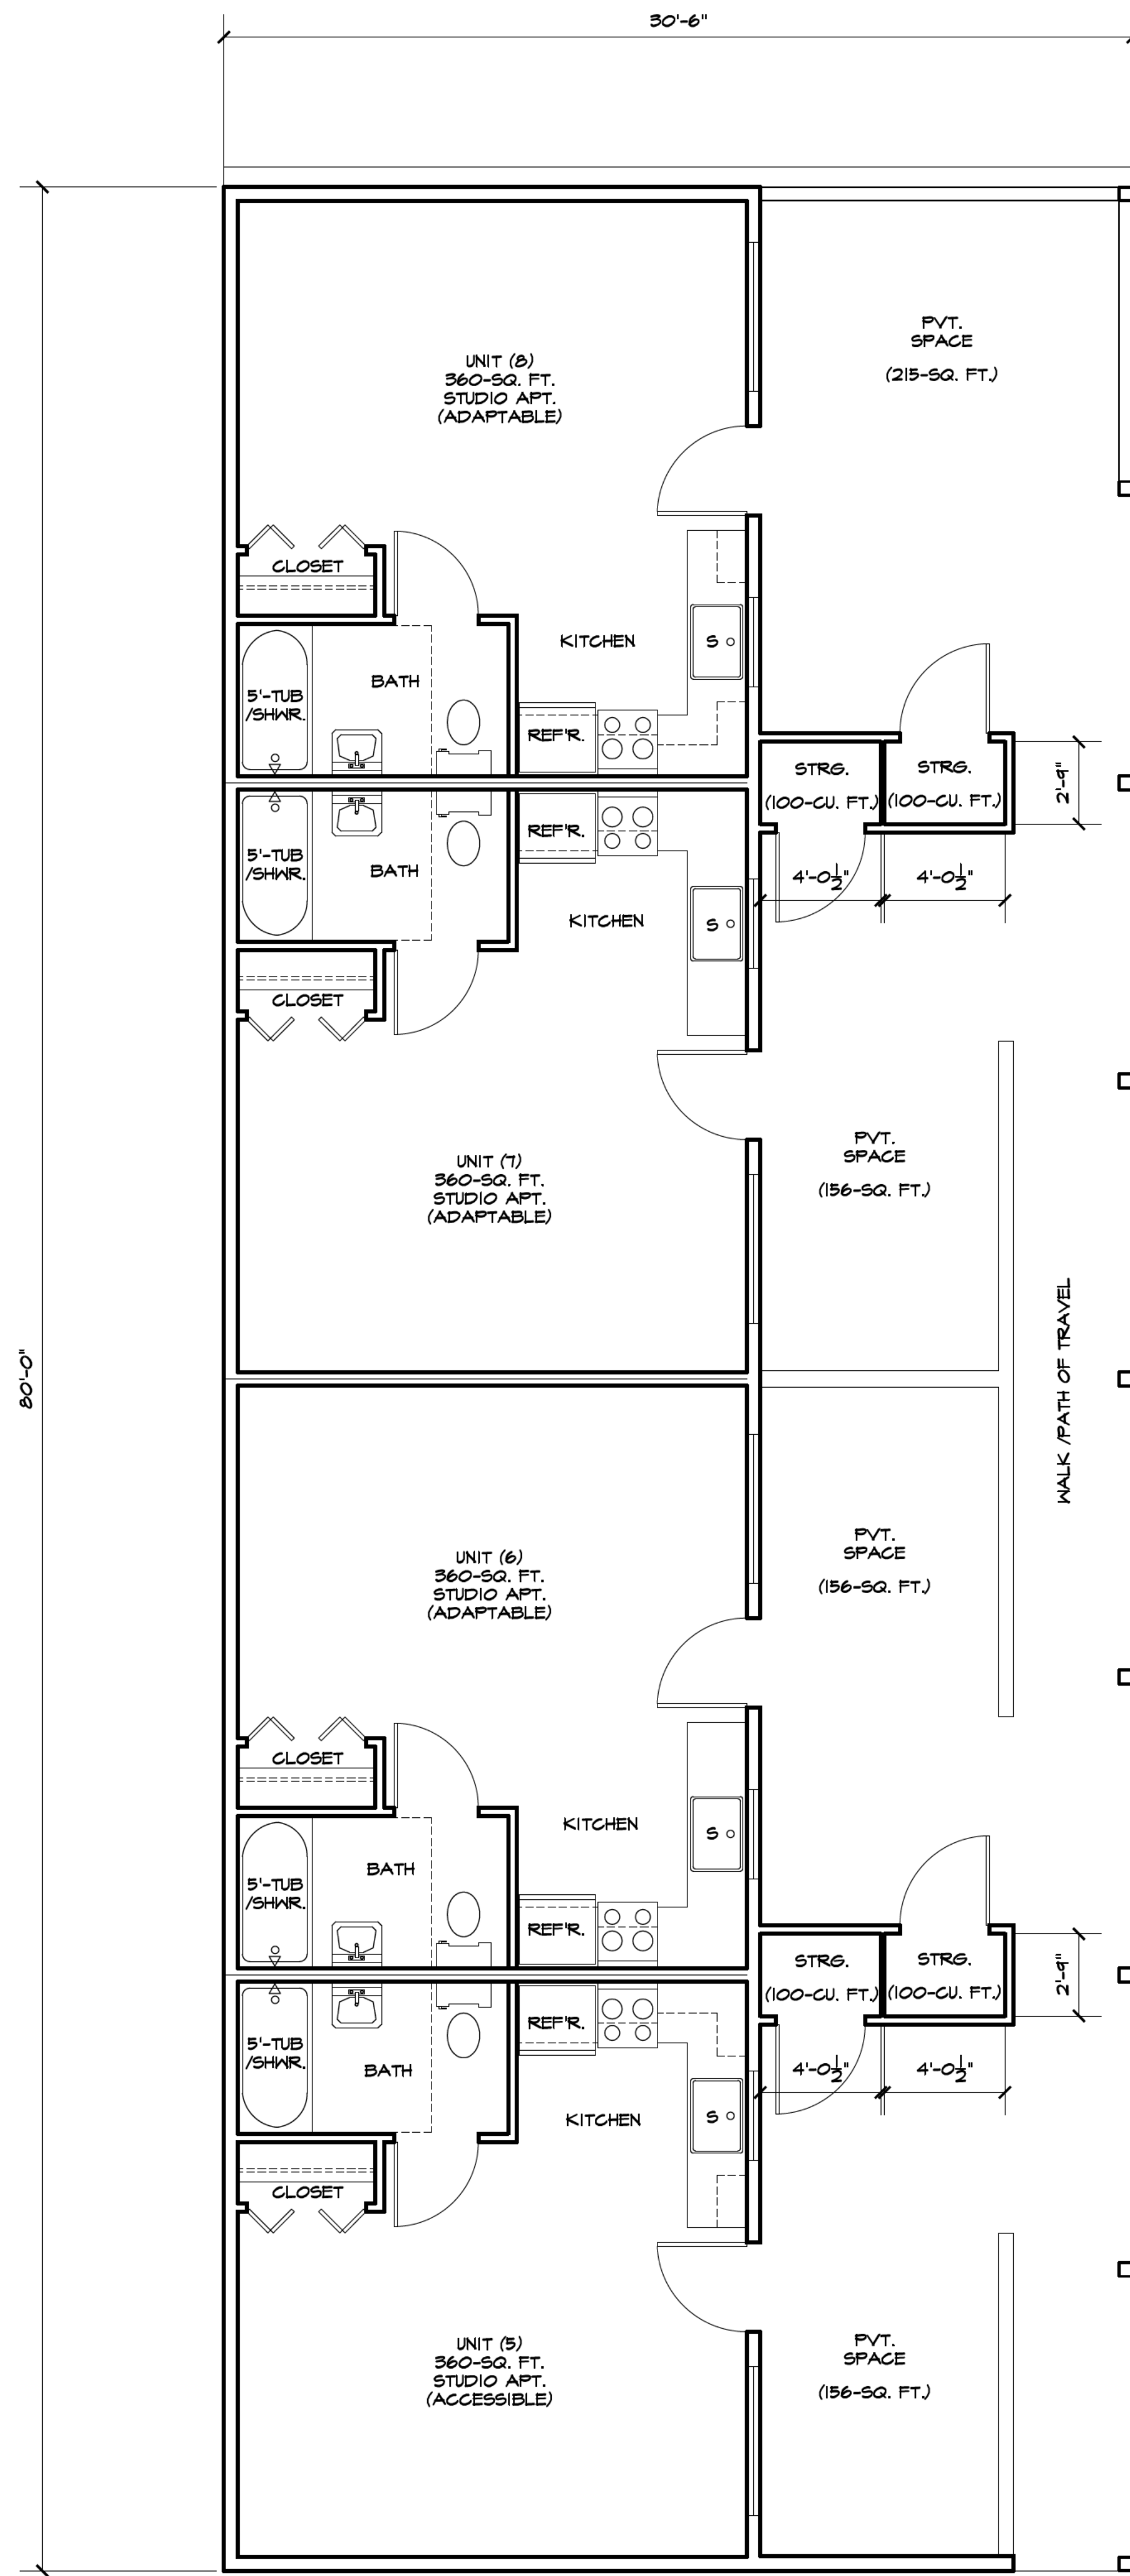 30'-6"
UNIT (8)
360-SQ. FT.
STUDIO APT.
(ADAPTABLE)
PVT.
SPACE
(215-SQ. FT.)
CLOSET
KITCHEN
S
BATH
5'-TUB
/SHWR.
REF'R.
STRG.
(100-CU. FT.)
STRG.
(100-CU. FT.)
2'-9"
4'-0½"
4'-0½"
REF'R.
5'-TUB
/SHWR.
BATH
KITCHEN
S
CLOSET
UNIT (7)
360-SQ. FT.
STUDIO APT.
(ADAPTABLE)
PVT.
SPACE
(156-SQ. FT.)
80'-0"
WALK /PATH OF TRAVEL
UNIT (6)
360-SQ. FT.
STUDIO APT.
(ADAPTABLE)
PVT.
SPACE
(156-SQ. FT.)
CLOSET
KITCHEN
S
BATH
5'-TUB
/SHWR.
REF'R.
STRG.
(100-CU. FT.)
STRG.
(100-CU. FT.)
2'-9"
4'-0½"
4'-0½"
REF'R.
5'-TUB
/SHWR.
BATH
KITCHEN
S
CLOSET
UNIT (5)
360-SQ. FT.
STUDIO APT.
(ACCESSIBLE)
PVT.
SPACE
(156-SQ. FT.)